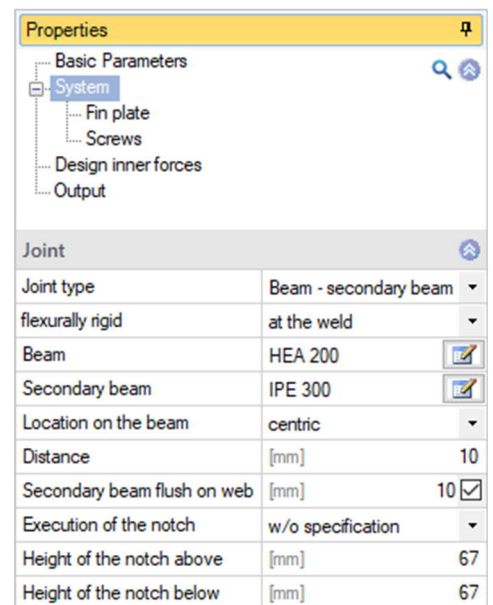 Properties
Basic Parameters
System
Fin plate
Screws
Design inner forces
Output
Joint
Joint type Beam - secondary beam
flexurally rigid at the weld
Beam HEA 200
Secondary beam IPE 300
Location on the beam centric
Distance [mm] 10
Secondary beam flush on web [mm] 10
Execution of the notch w/o specification
Height of the notch above [mm] 67
Height of the notch below [mm] 67